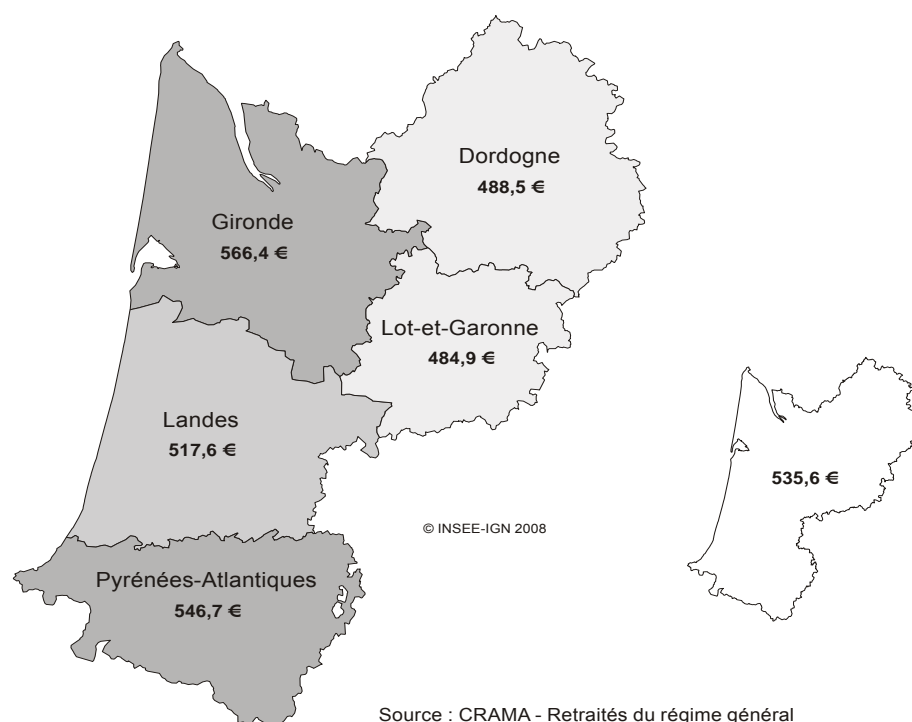 Dordogne
488,5 €
Gironde
566,4 €
Lot-et-Garonne
484,9 €
Landes
517,6 €
535,6 €
© INSEE-IGN 2008
Pyrénées-Atlantiques
546,7 €
Source : CRAMA - Retraités du régime général